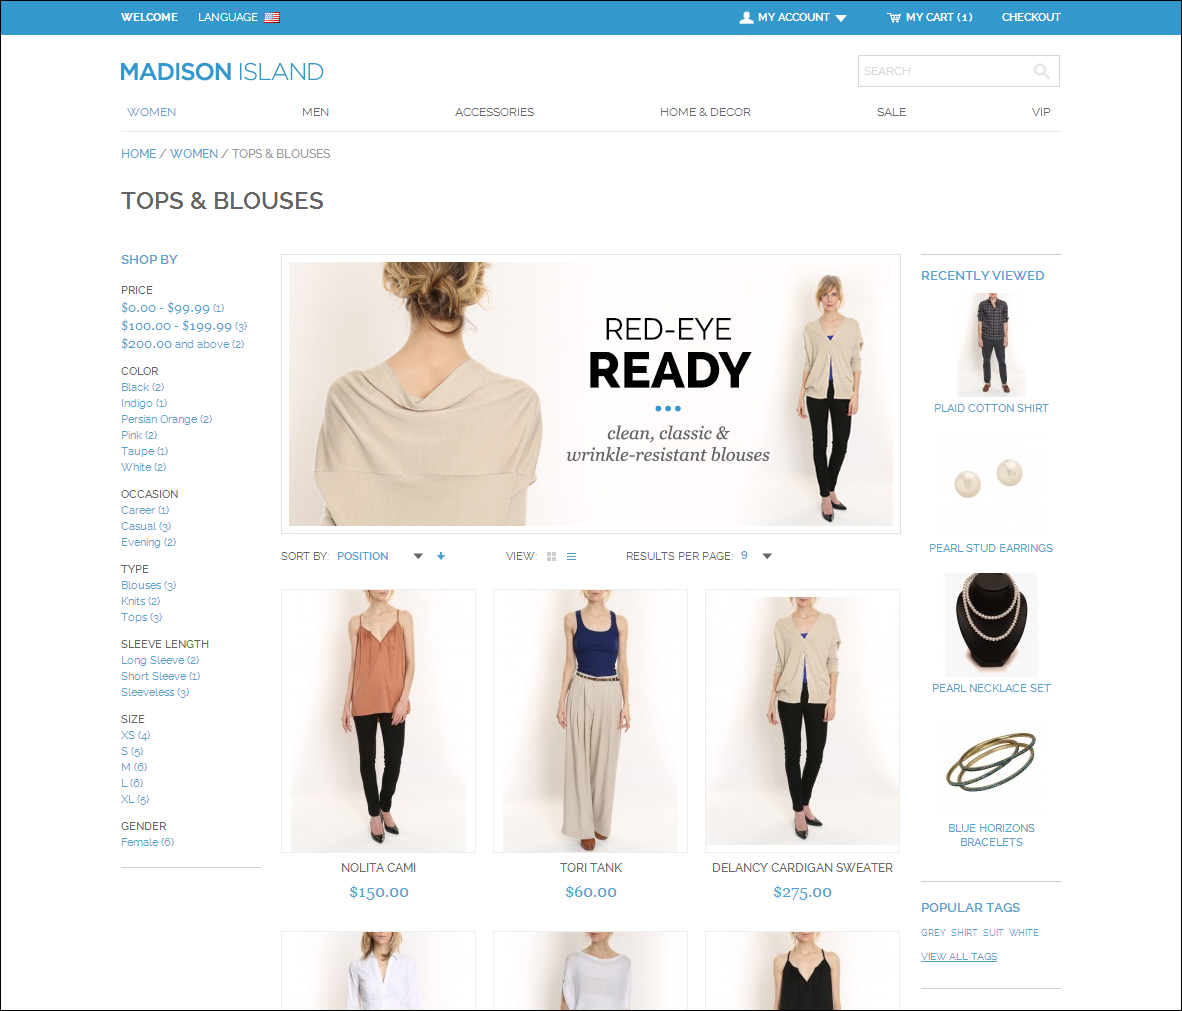 WELCOME LANGUAGE MY ACCOUNT MY CART (1) CHECKOUT
MADISON ISLAND SEARCH
WOMEN MEN ACCESSORIES HOME & DECOR SALE VIP
HOME / WOMEN / TOPS & BLOUSES
TOPS & BLOUSES
SHOP BY
PRICE
$0.00 - $99.99 (1)
$100.00 - $199.99 (3)
$200.00 and above (2)
COLOR
Black (2)
Indigo (1)
Persian Orange (2)
Pink (2)
Taupe (1)
White (2)
OCCASION
Career (1)
Casual (3)
Evening (2)
TYPE
Blouses (3)
Knits (2)
Tops (3)
SLEEVE LENGTH
Long Sleeve (2)
Short Sleeve (1)
Sleeveless (3)
SIZE
XS (4)
S (5)
M (6)
L (6)
XL (5)
GENDER
Female (6)
RED-EYE
READY
clean, classic &
wrinkle-resistant blouses
SORT BY: POSITION VIEW: RESULTS PER PAGE: 9
NOLITA CAMI
$150.00
TORI TANK
$60.00
DELANCY CARDIGAN SWEATER
$275.00
RECENTLY VIEWED
PLAID COTTON SHIRT
PEARL STUD EARRINGS
PEARL NECKLACE SET
BLUE HORIZONS
BRACELETS
POPULAR TAGS
GREY SHIRT SUIT WHITE
VIEW ALL TAGS